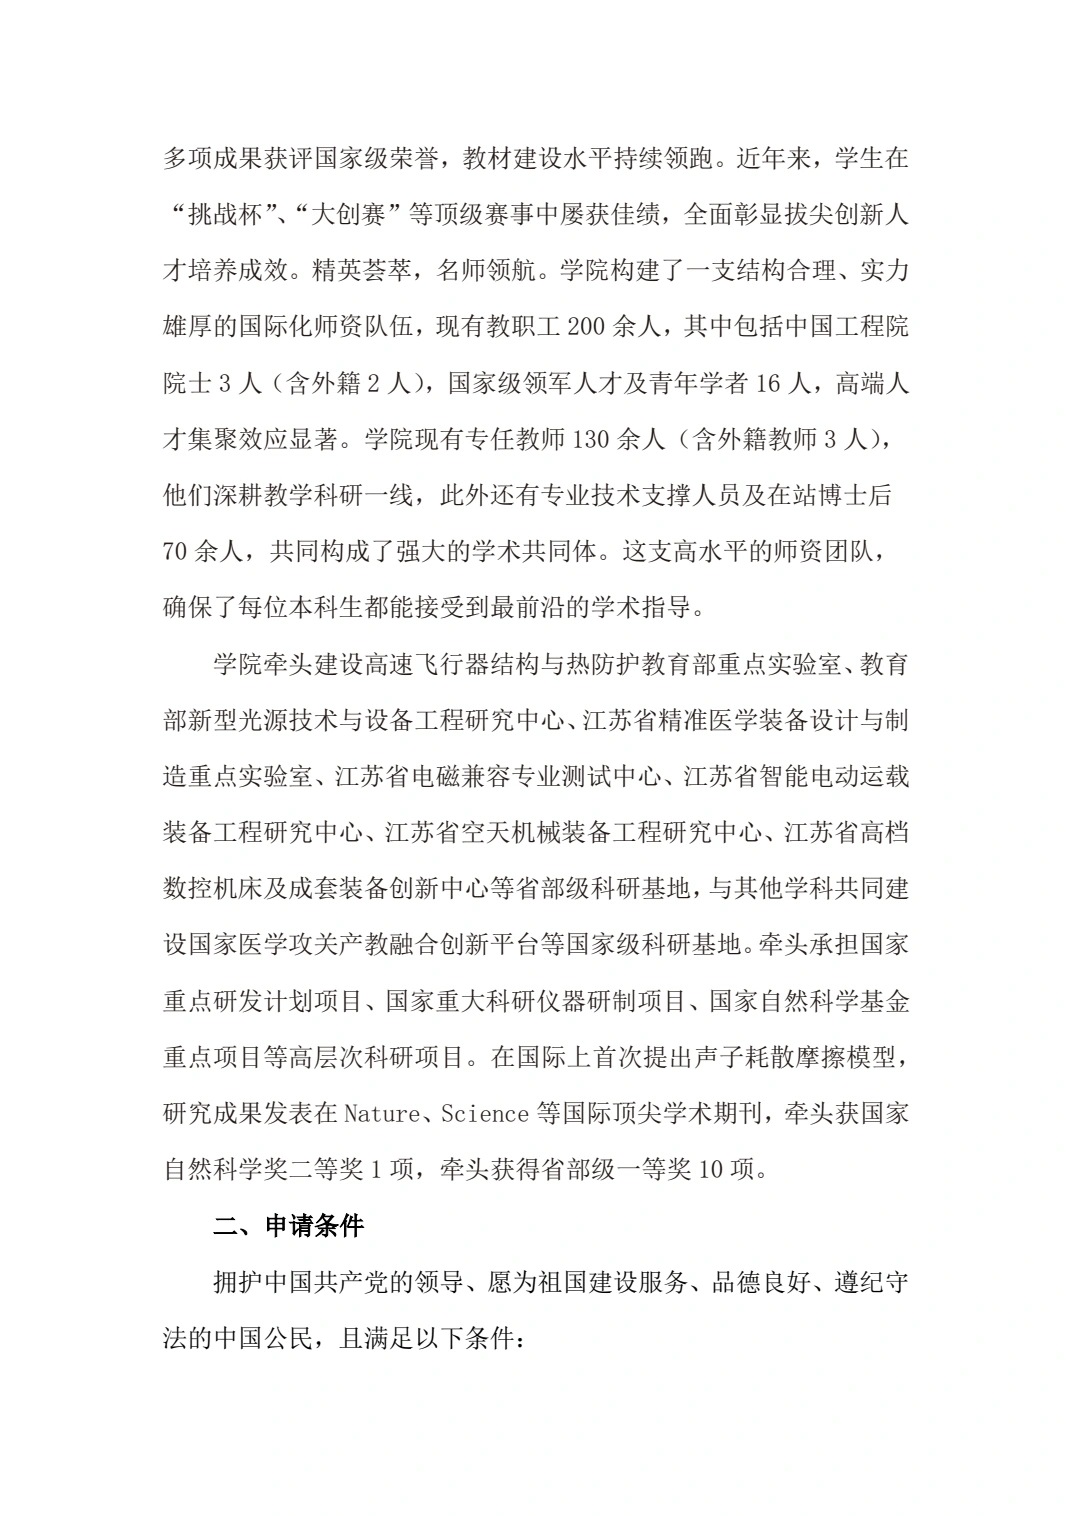 多项成果获评国家级荣誉，教材建设水平持续领跑。近年来，学生在
“挑战杯”、“大创赛”等顶级赛事中屡获佳绩，全面彰显拔尖创新人
才培养成效。精英荟萃，名师领航。学院构建了一支结构合理、实力
雄厚的国际化师资队伍，现有教职工 200 余人，其中包括中国工程院
院士 3 人（含外籍 2 人），国家级领军人才及青年学者 16 人，高端人
才集聚效应显著。学院现有专任教师 130 余人（含外籍教师 3 人），
他们深耕教学科研一线，此外还有专业技术支撑人员及在站博士后
70 余人，共同构成了强大的学术共同体。这支高水平的师资团队，
确保了每位本科生都能接受到最前沿的学术指导。
学院牵头建设高速飞行器结构与热防护教育部重点实验室、教育
部新型光源技术与设备工程研究中心、江苏省精准医学装备设计与制
造重点实验室、江苏省电磁兼容专业测试中心、江苏省智能电动运载
装备工程研究中心、江苏省空天机械装备工程研究中心、江苏省高档
数控机床及成套装备创新中心等省部级科研基地，与其他学科共同建
设国家医学攻关产教融合创新平台等国家级科研基地。牵头承担国家
重点研发计划项目、国家重大科研仪器研制项目、国家自然科学基金
重点项目等高层次科研项目。在国际上首次提出声子耗散摩擦模型，
研究成果发表在 Nature、Science 等国际顶尖学术期刊，牵头获国家
自然科学奖二等奖 1 项，牵头获得省部级一等奖 10 项。
二、申请条件
拥护中国共产党的领导、愿为祖国建设服务、品德良好、遵纪守
法的中国公民，且满足以下条件：